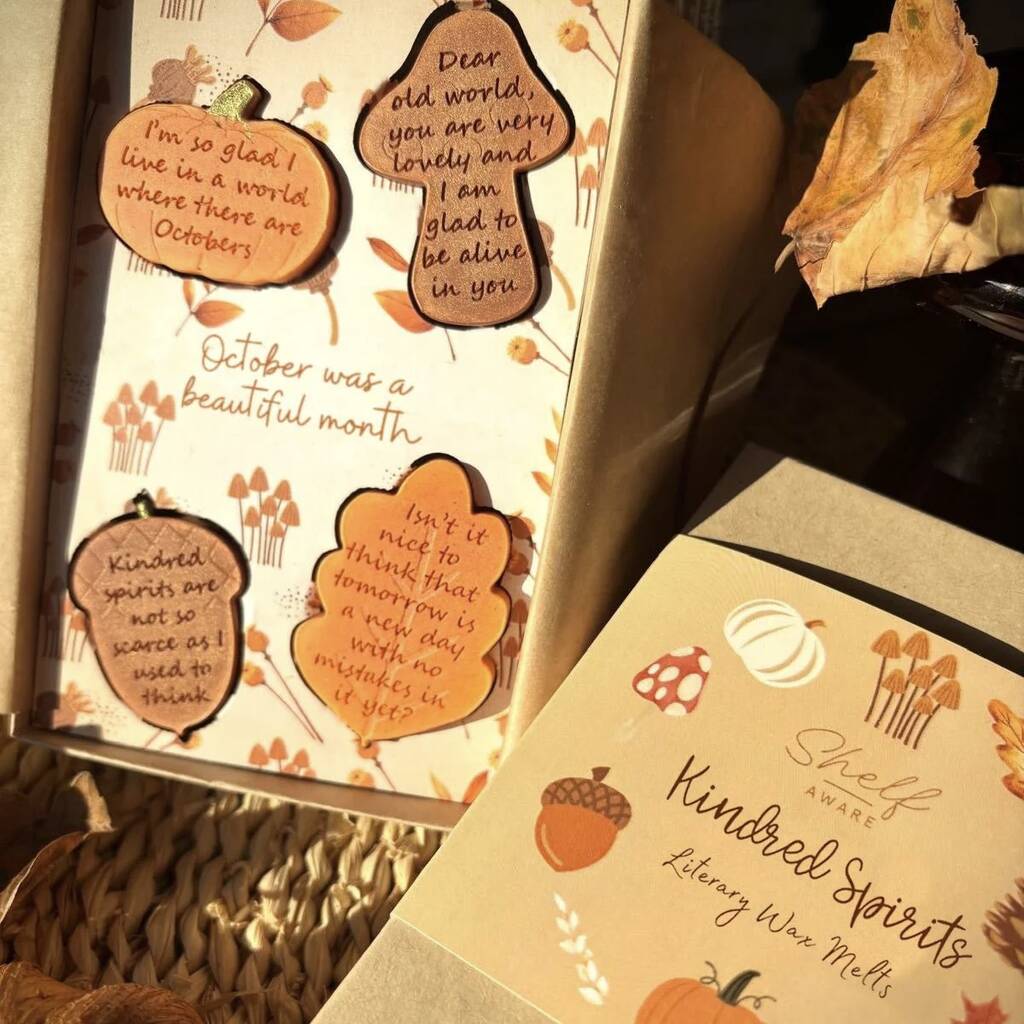 I'm so glad I
live in a world
where there are
Octobers
Dear
old world,
you are very
lovely and
I am
glad to
be alive
in you
October was a
beautiful month
Kindred
spirits are
not so
scarce as I
used to
think
Isn't it
nice to
think that
tomorrow is
a new day
with no
mistakes in
it yet?
Shelf
AWARE
Kindred Spirits
Literary Wax Melts